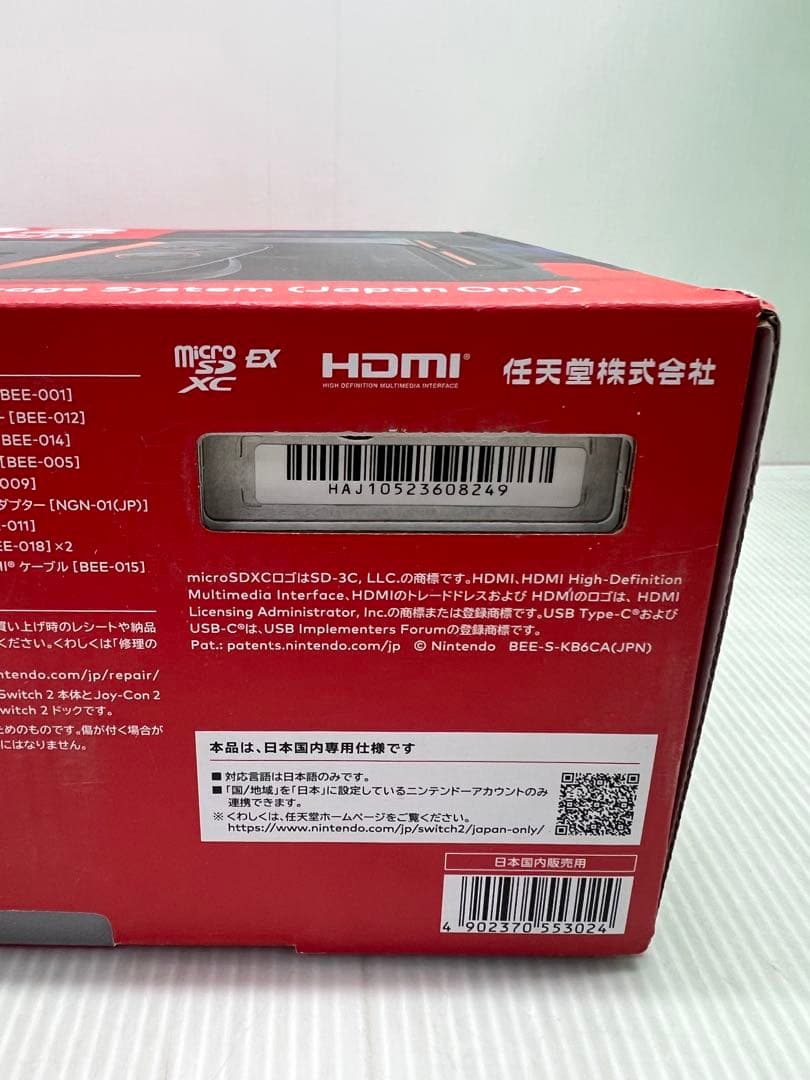 age System (Japan Only)
micro SD XC EX
HDMI®
HIGH DEFINITION MULTIMEDIA INTERFACE
任天堂株式会社
BEE-001]
ー [BEE-012]
BEE-014]
[BEE-005]
009]
ダプター [NGN-01(JP)]
-011]
EE-018]×2
MI® ケーブル [BEE-015]
HAJ10523608249
買い上げ時のレシートや納品
ください。くわしくは「修理の
ntendo.com/jp/repair/
Switch 2 本体とJoy-Con 2
witch 2 ドックです。
ためのものです。傷が付く場合が
にはなりません。
microSDXCロゴはSD-3C, LLC.の商標です。HDMI、HDMI High-Definition
Multimedia Interface、HDMIのトレードドレスおよび HDMIのロゴは、HDMI
Licensing Administrator, Inc.の商標または登録商標です。USB Type-C®および
USB-C®は、USB Implementers Forumの登録商標です。
Pat.: patents.nintendo.com/jp © Nintendo BEE-S-KB6CA(JPN)
本品は、日本国内専用仕様です
■ 対応言語は日本語のみです。
■ 「国/地域」を「日本」に設定しているニンテンドーアカウントのみ
連携できます。
※ くわしくは、任天堂ホームページをご覧ください。
https://www.nintendo.com/jp/switch2/japan-only/
日本国内販売用
4 902370 553024